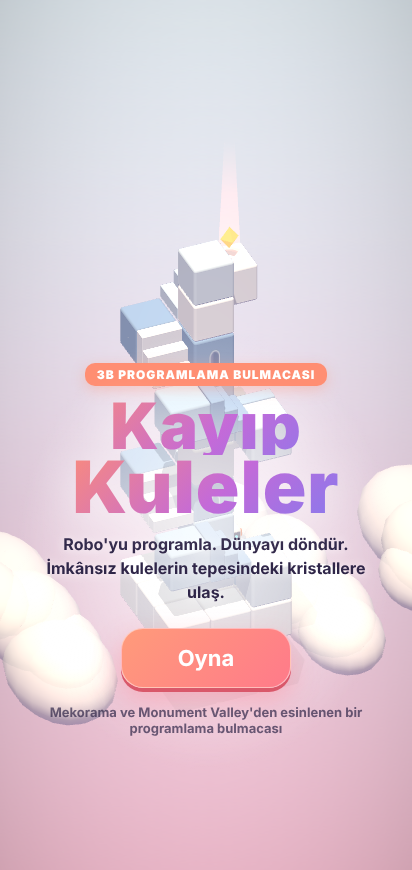 3B PROGRAMLAMA BULMACASI
Kayıp
Kuleler
Robo'yu programla. Dünyayı döndür.
İmkânsız kulelerin tepesindeki kristallere
ulaş.
Oyna
Mekorama ve Monument Valley'den esinlenen bir
programlama bulmacası